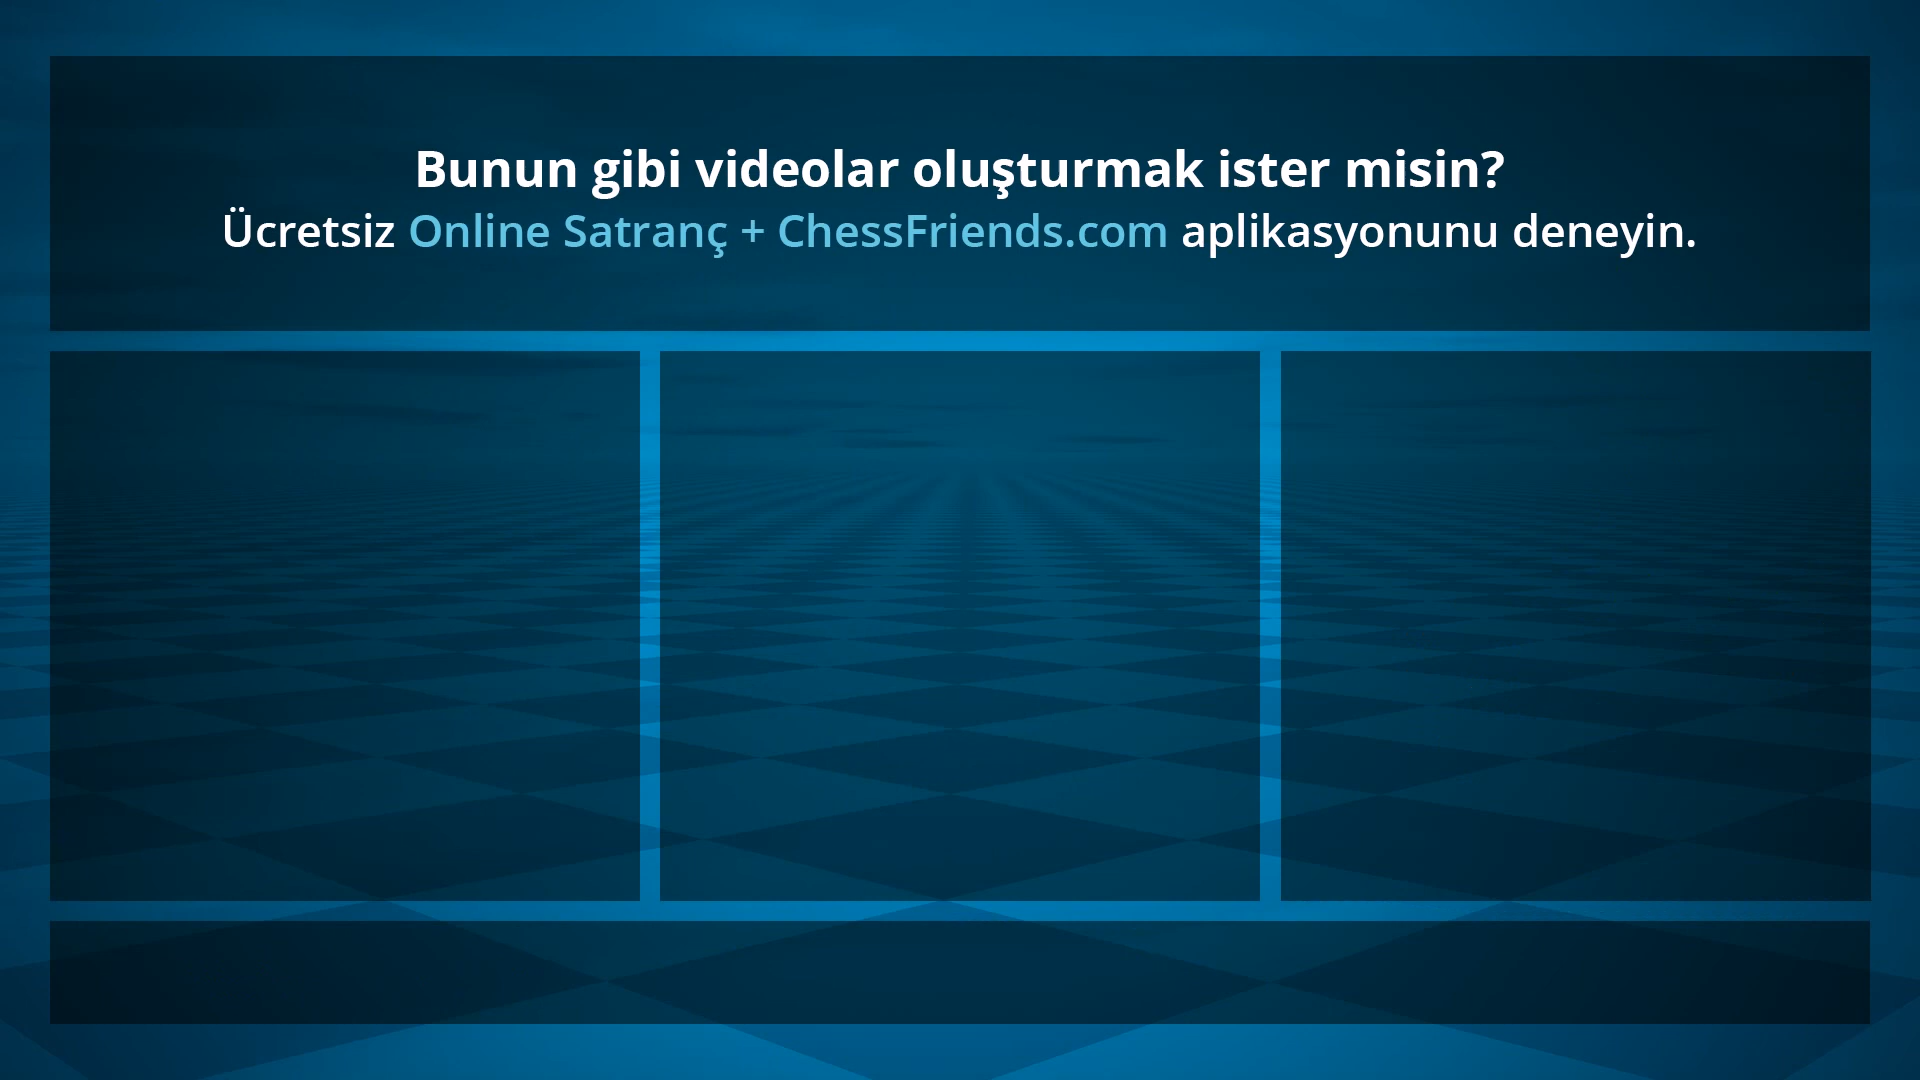 Bunun gibi videolar oluşturmak ister misin?
Ücretsiz Online Satranç + ChessFriends.com aplikasyonunu deneyin.